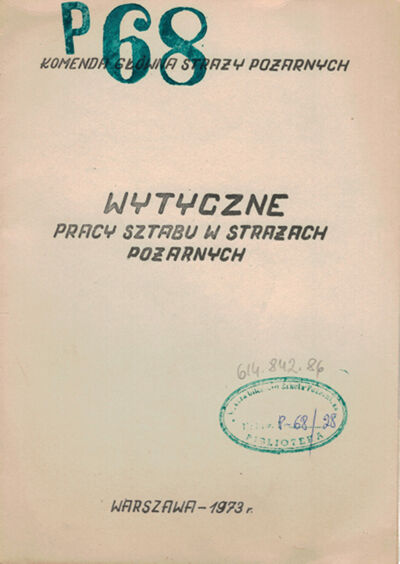 P68
KOMENDA GŁÓWNA STRAŻY POŻARNYCH
WYTYCZNE
PRACY SZTABU W STRAŻACH
POŻARNYCH
614.842.86
P-68/28
BIBLIOTEKA
WARSZAWA - 1973 r.